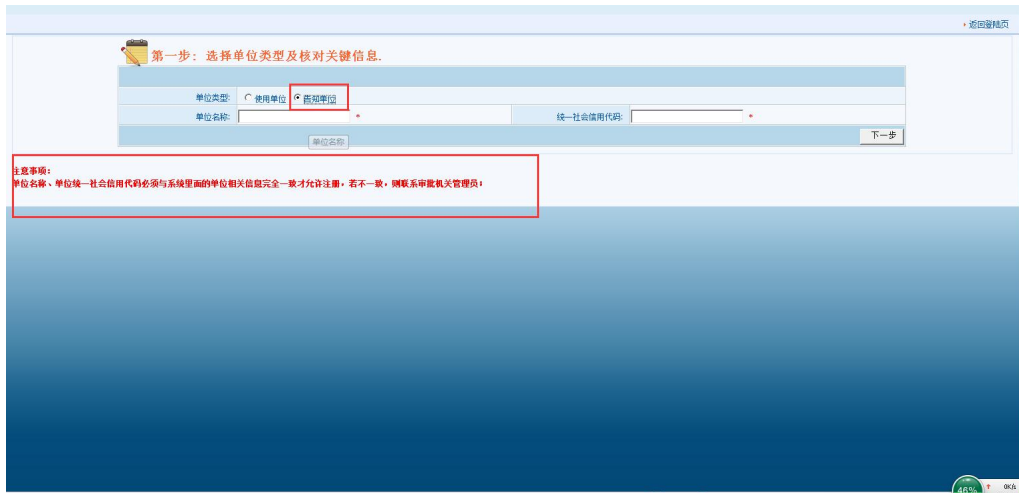 返回登陆页
第一步: 选择单位类型及核对关键信息.
单位类型: 使用单位 告知单位
单位名称: * 统一社会信用代码: *
下一步
单位名称
注意事项:
单位名称、单位统一社会信用代码必须与系统里面的单位相关信息完全一致才允许注册,若不一致,则联系审批机关管理员;
46% 0K/s